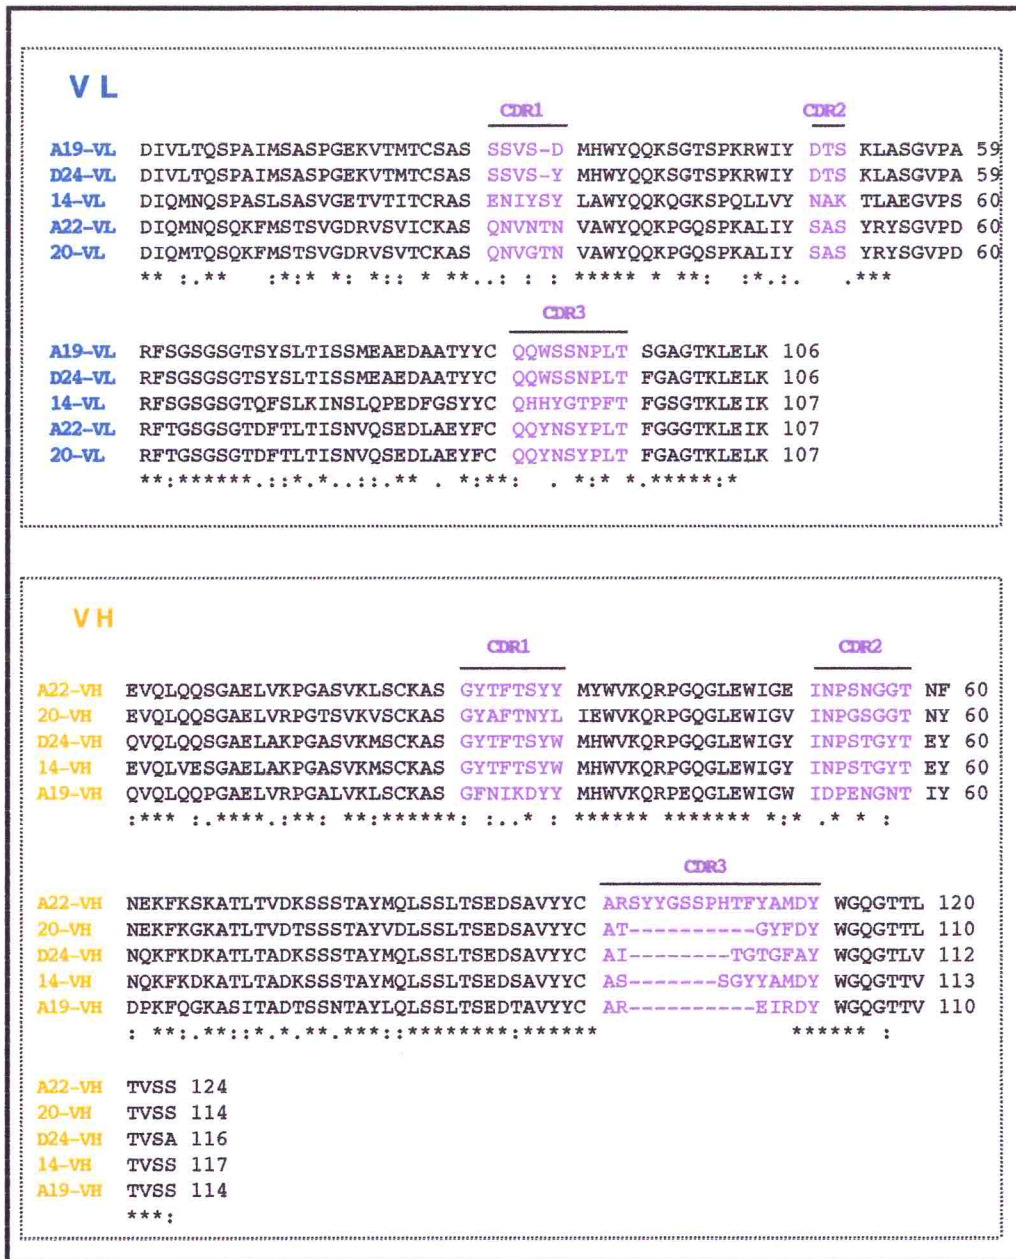 V L
CDR1 CDR2
A19-VL DIVLTQSPAIMSASPGEKVTMTCSAS SSVS-D MHWYQQKSGTSPKRWIY DTS KLASGVPA 59
D24-VL DIVLTQSPAIMSASPGEKVTMTCSAS SSVS-Y MHWYQQKSGTSPKRWIY DTS KLASGVPA 59
14-VL DIQMNQSPASLSASVGETVTITCRAS ENIYSY LAWYQQKQGKSPQLLVY NAK TLAEGVPS 60
A22-VL DIQMNQSQKFMSTSVGDRVSVICKAS QNVNTN VAWYQQKPGQSPKALIY SAS YRYSGVPD 60
20-VL DIQMTQSQKFMSTSVGDRVSVTCKAS QNVGTN VAWYQQKPGQSPKALIY SAS YRYSGVPD 60
** :.** :*:* *: *:: * **..: : : ***** * **: :*.:. .***
CDR3
A19-VL RFSGSGSGTSYSLTISSMEAEDAATYYC QQWSSNPLT SGAGTKLELK 106
D24-VL RFSGSGSGTSYSLTISSMEAEDAATYYC QQWSSNPLT FGAGTKLELK 106
14-VL RFSGSGSGTQFSLKINSLQPEDFGSYYC QHHYGTPFT FGSGTKLEIK 107
A22-VL RFTGSGSGTDFTLTISNVQSEDLAEYFC QQYNSYPLT FGGGTKLEIK 107
20-VL RFTGSGSGTDFTLTISNVQSEDLAEYFC QQYNSYPLT FGAGTKLELK 107
**:******.::*.*..::.** . *:**: . *:* *.*****:*
V H
CDR1 CDR2
A22-VH EVQLQQSGAELVKPGASVKLSCKAS GYTFTSYY MYWVKQRPGQGLEWIGE INPSNGGT NF 60
20-VH EVQLQQSGAELVRPGTSVKVSCKAS GYAFTNYL IEWVKQRPGQGLEWIGV INPGSGGT NY 60
D24-VH QVQLQQSGAELAKPGASVKMSCKAS GYTFTSYW MHWVKQRPGQGLEWIGY INPSTGYT EY 60
14-VH EVQLVESGAELAKPGASVKMSCKAS GYTFTSYW MHWVKQRPGQGLEWIGY INPSTGYT EY 60
A19-VH QVQLQQPGAELVRPGALVKLSCKAS GFNIKDYY MHWVKQRPEQGLEWIGW IDPENGNT IY 60
:*** :.****.:**: **:******: :..* : ****** ******* *:* .* * :
CDR3
A22-VH NEKFKSKATLTVDKSSSTAYMQLSSLTSEDSAVYYC ARSYYGSSPHTFYAMDY WGQGTTL 120
20-VH NEKFKGKATLTVDTSSSTAYVDLSSLTSEDSAVYYC AT----------GYFDY WGQGTTL 110
D24-VH NQKFKDKATLTADKSSSTAYMQLSSLTSEDSAVYYC AI--------TGTGFAY WGQGTLV 112
14-VH NQKFKDKATLTADKSSSTAYMQLSSLTSEDSAVYYC AS-------SGYYAMDY WGQGTTV 113
A19-VH DPKFQGKASITADTSSNTAYLQLSSLTSEDTAVYYC AR----------EIRDY WGQGTTV 110
: **:.**::*.*.**.***::********:****** ****** :
A22-VH TVSS 124
20-VH TVSS 114
D24-VH TVSA 116
14-VH TVSS 117
A19-VH TVSS 114
***: